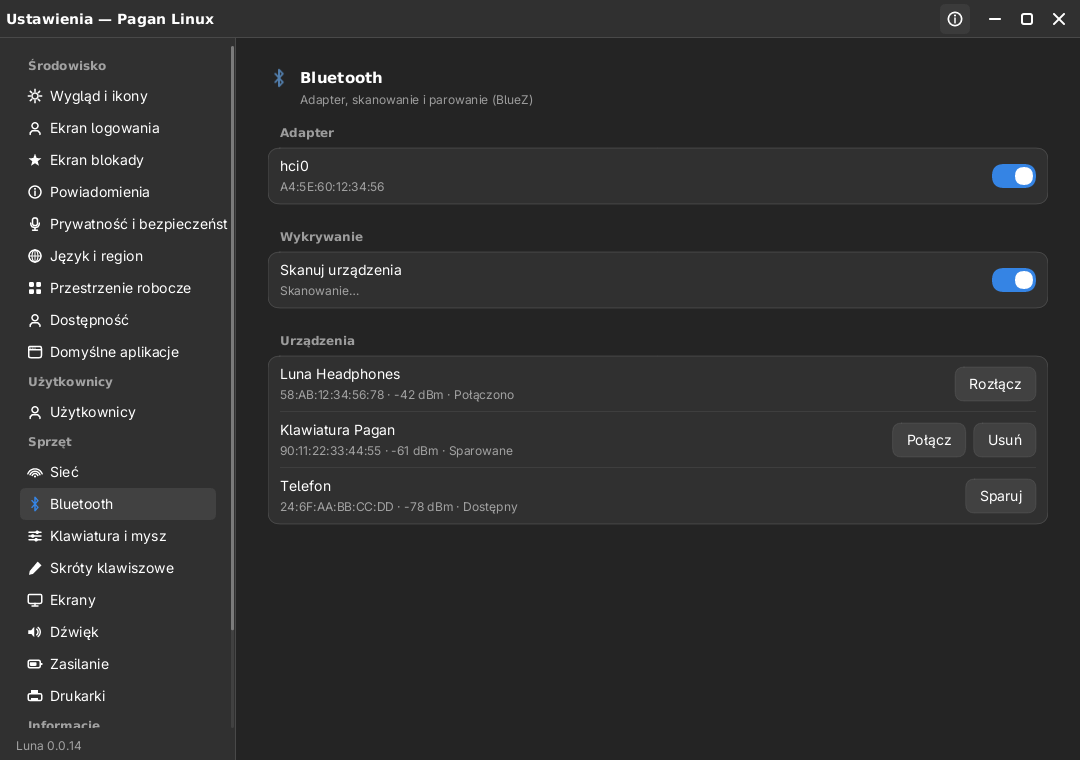 Ustawienia — Pagan Linux
Środowisko
Wygląd i ikony
Ekran logowania
Ekran blokady
Powiadomienia
Prywatność i bezpieczeńst
Język i region
Przestrzenie robocze
Dostępność
Domyślne aplikacje
Użytkownicy
Użytkownicy
Sprzęt
Sieć
Bluetooth
Klawiatura i mysz
Skróty klawiszowe
Ekrany
Dźwięk
Zasilanie
Drukarki
Informacje
Luna 0.0.14
Bluetooth
Adapter, skanowanie i parowanie (BlueZ)
Adapter
hci0
A4:5E:60:12:34:56
Wykrywanie
Skanuj urządzenia
Skanowanie...
Urządzenia
Luna Headphones
58:AB:12:34:56:78 · -42 dBm · Połączono
Rozłącz
Klawiatura Pagan
90:11:22:33:44:55 · -61 dBm · Sparowane
Połącz
Usuń
Telefon
24:6F:AA:BB:CC:DD · -78 dBm · Dostępny
Sparuj